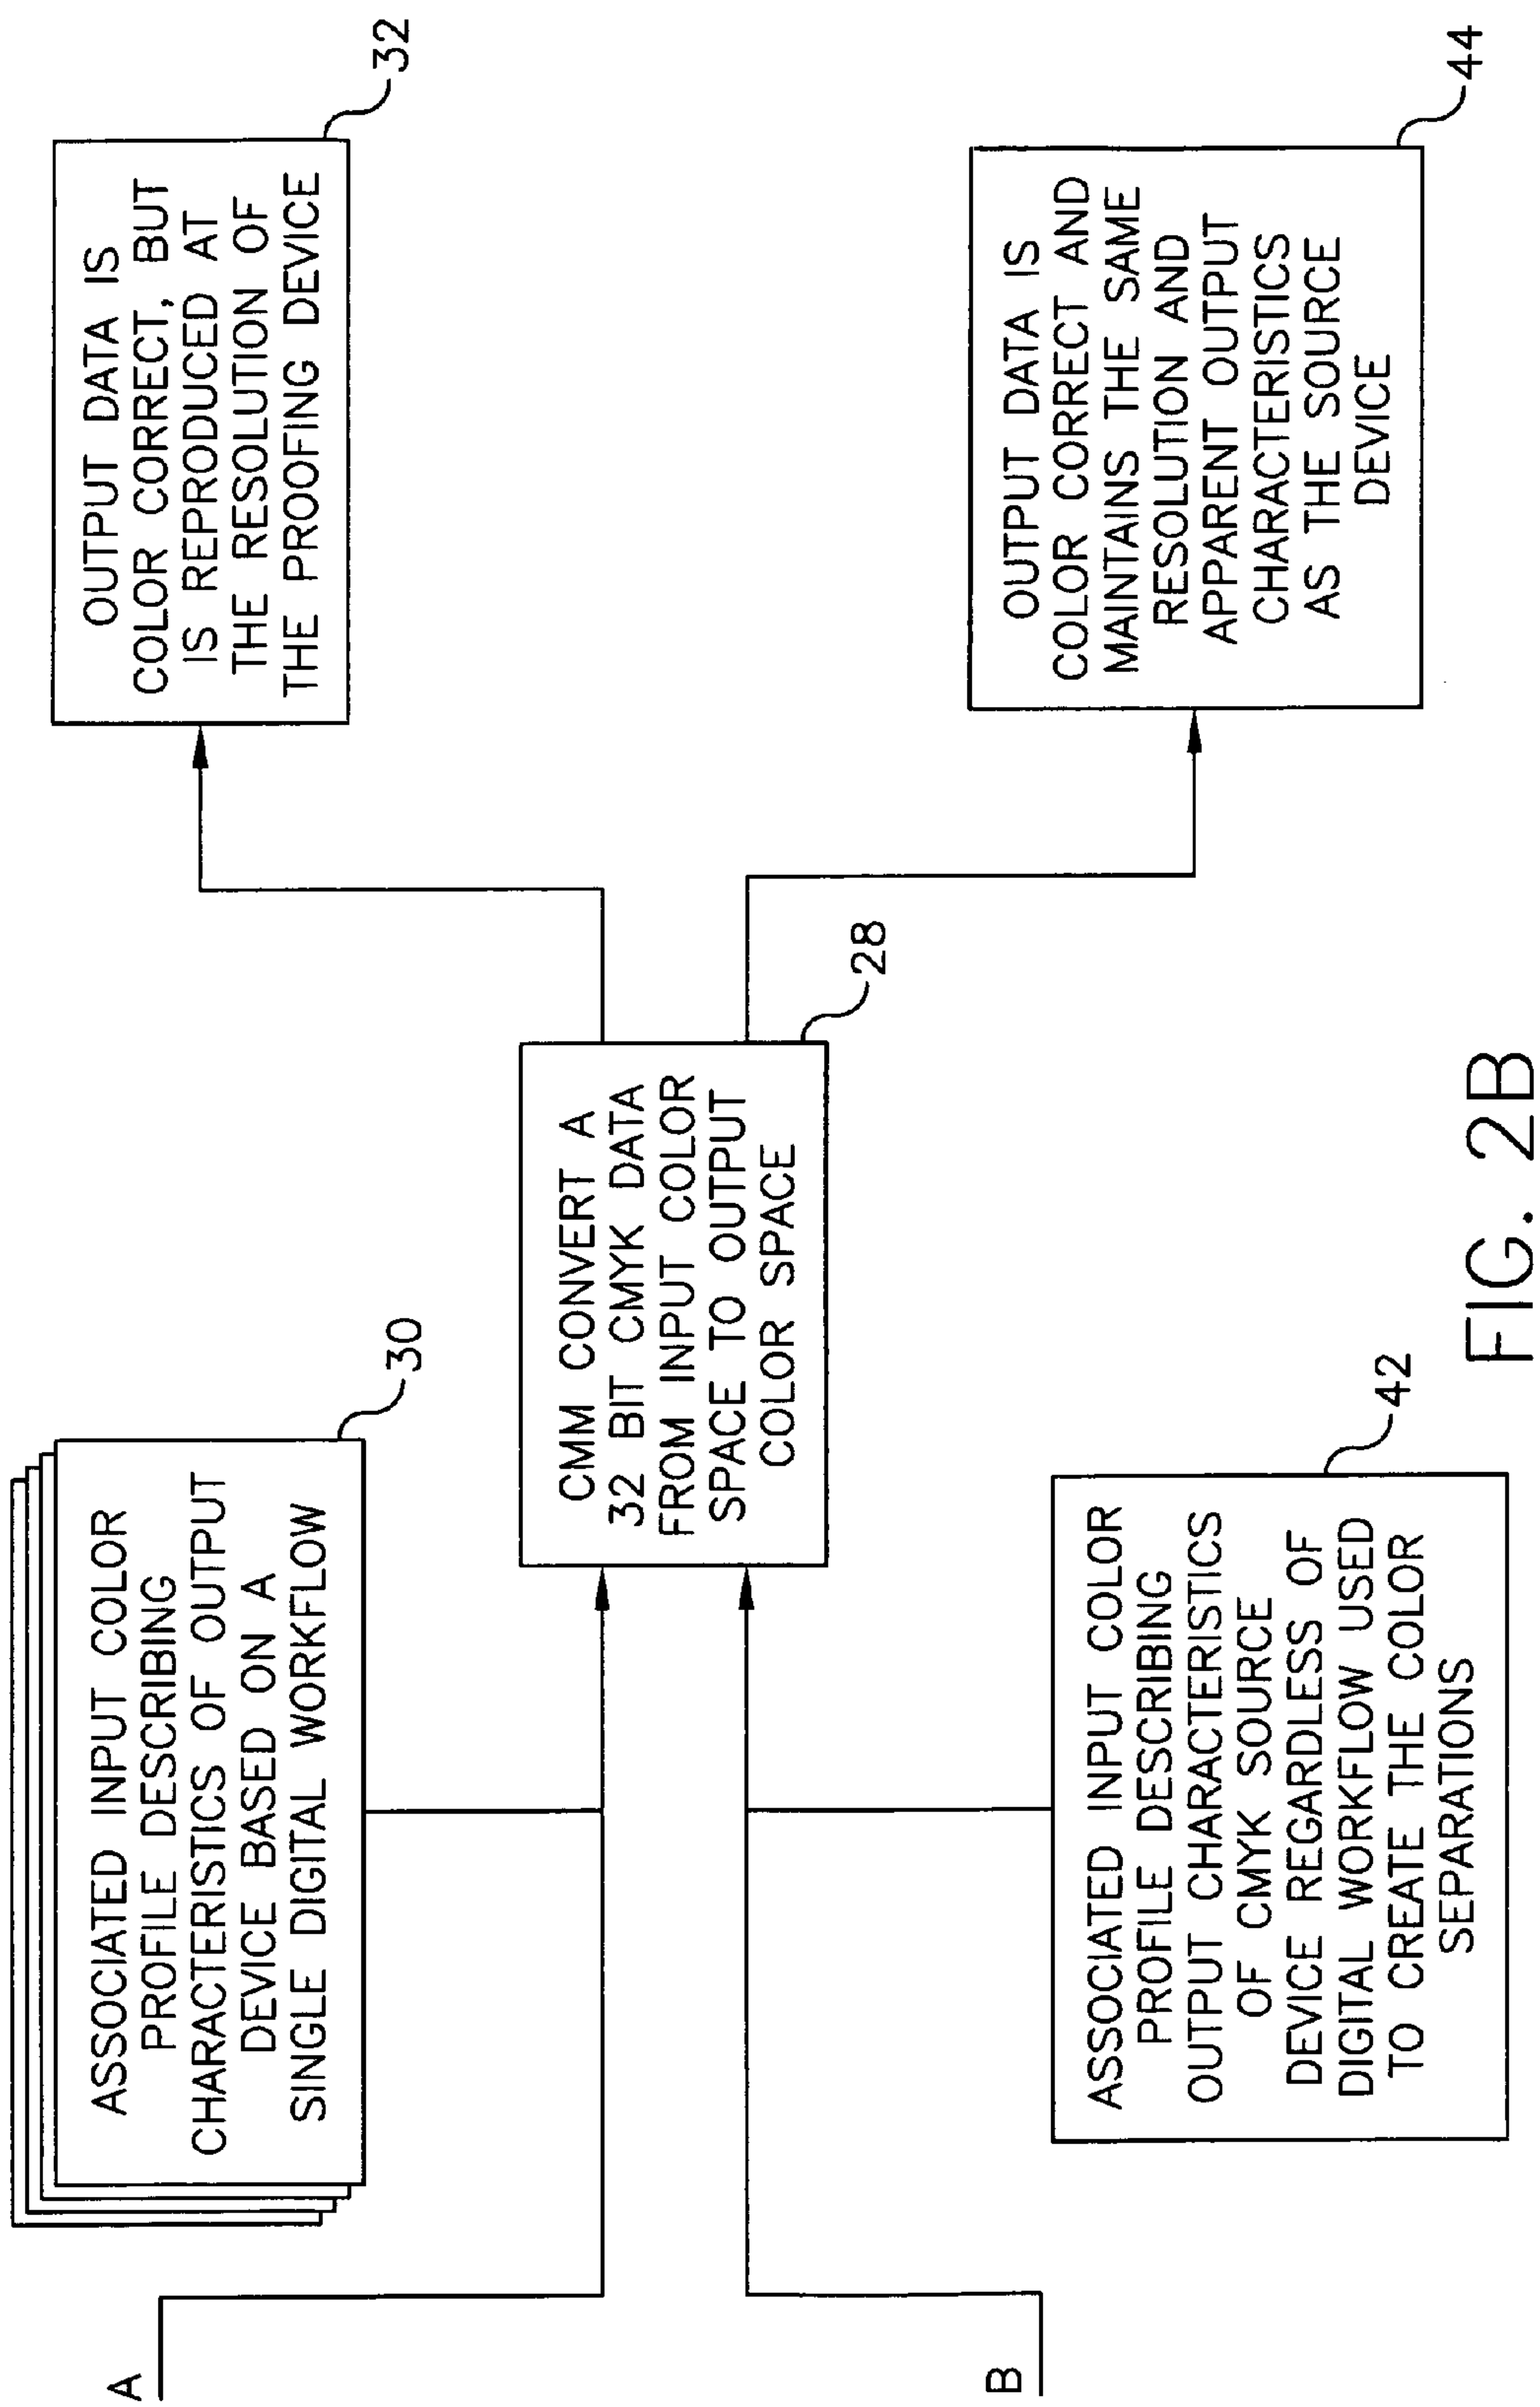 A
ASSOCIATED INPUT COLOR
PROFILE DESCRIBING
CHARACTERISTICS OF OUTPUT
DEVICE BASED ON A
SINGLE DIGITAL WORKFLOW
30
OUTPUT DATA IS
COLOR CORRECT, BUT
IS REPRODUCED AT
THE RESOLUTION OF
THE PROOFING DEVICE
32
CMM CONVERT A
32 BIT CMYK DATA
FROM INPUT COLOR
SPACE TO OUTPUT
COLOR SPACE
28
B
ASSOCIATED INPUT COLOR
PROFILE DESCRIBING
OUTPUT CHARACTERISTICS
OF CMYK SOURCE
DEVICE REGARDLESS OF
DIGITAL WORKFLOW USED
TO CREATE THE COLOR
SEPARATIONS
42
OUTPUT DATA IS
COLOR CORRECT AND
MAINTAINS THE SAME
RESOLUTION AND
APPARENT OUTPUT
CHARACTERISTICS
AS THE SOURCE
DEVICE
44
FIG. 2B